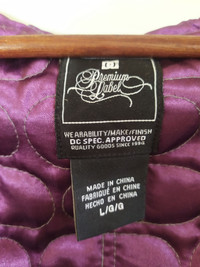 Premium
Label
WEARABILITY/MAKE/FINISH
DC SPEC APPROVED
QUALITY GOODS SINCE 1994
MADE IN CHINA
FABRIQUÉ EN CHINE
HECHO EN CHINA
L/G/G